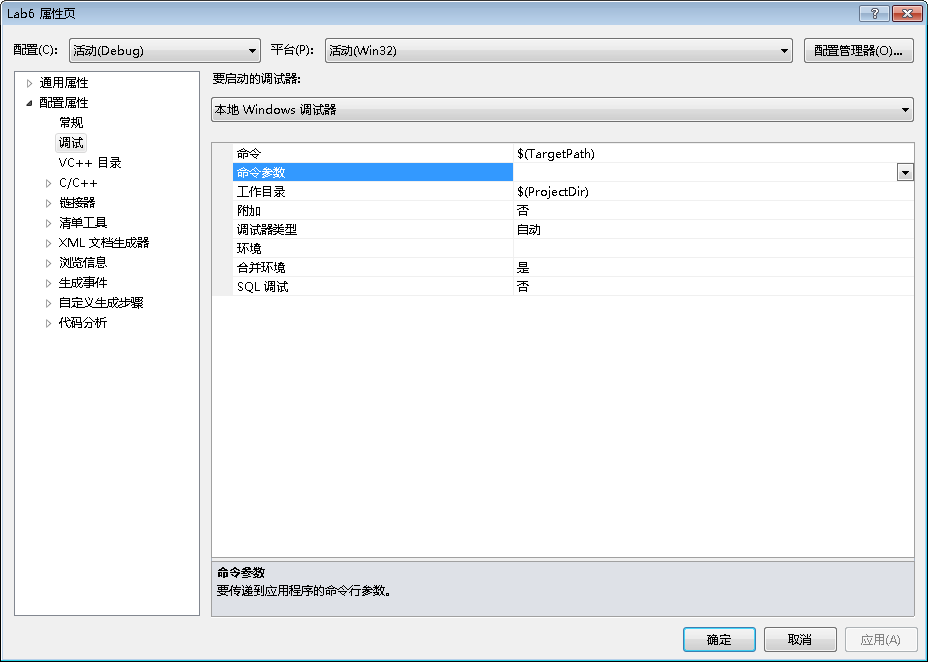 Lab6 属性页
配置(C): 活动(Debug) 平台(P): 活动(Win32) 配置管理器(O)...
通用属性
配置属性
常规
调试
VC++ 目录
C/C++
链接器
清单工具
XML 文档生成器
浏览信息
生成事件
自定义生成步骤
代码分析
要启动的调试器:
本地 Windows 调试器
命令 $(TargetPath)
命令参数
工作目录 $(ProjectDir)
附加 否
调试器类型 自动
环境
合并环境 是
SQL 调试 否
命令参数
要传递到应用程序的命令行参数。
确定 取消 应用(A)